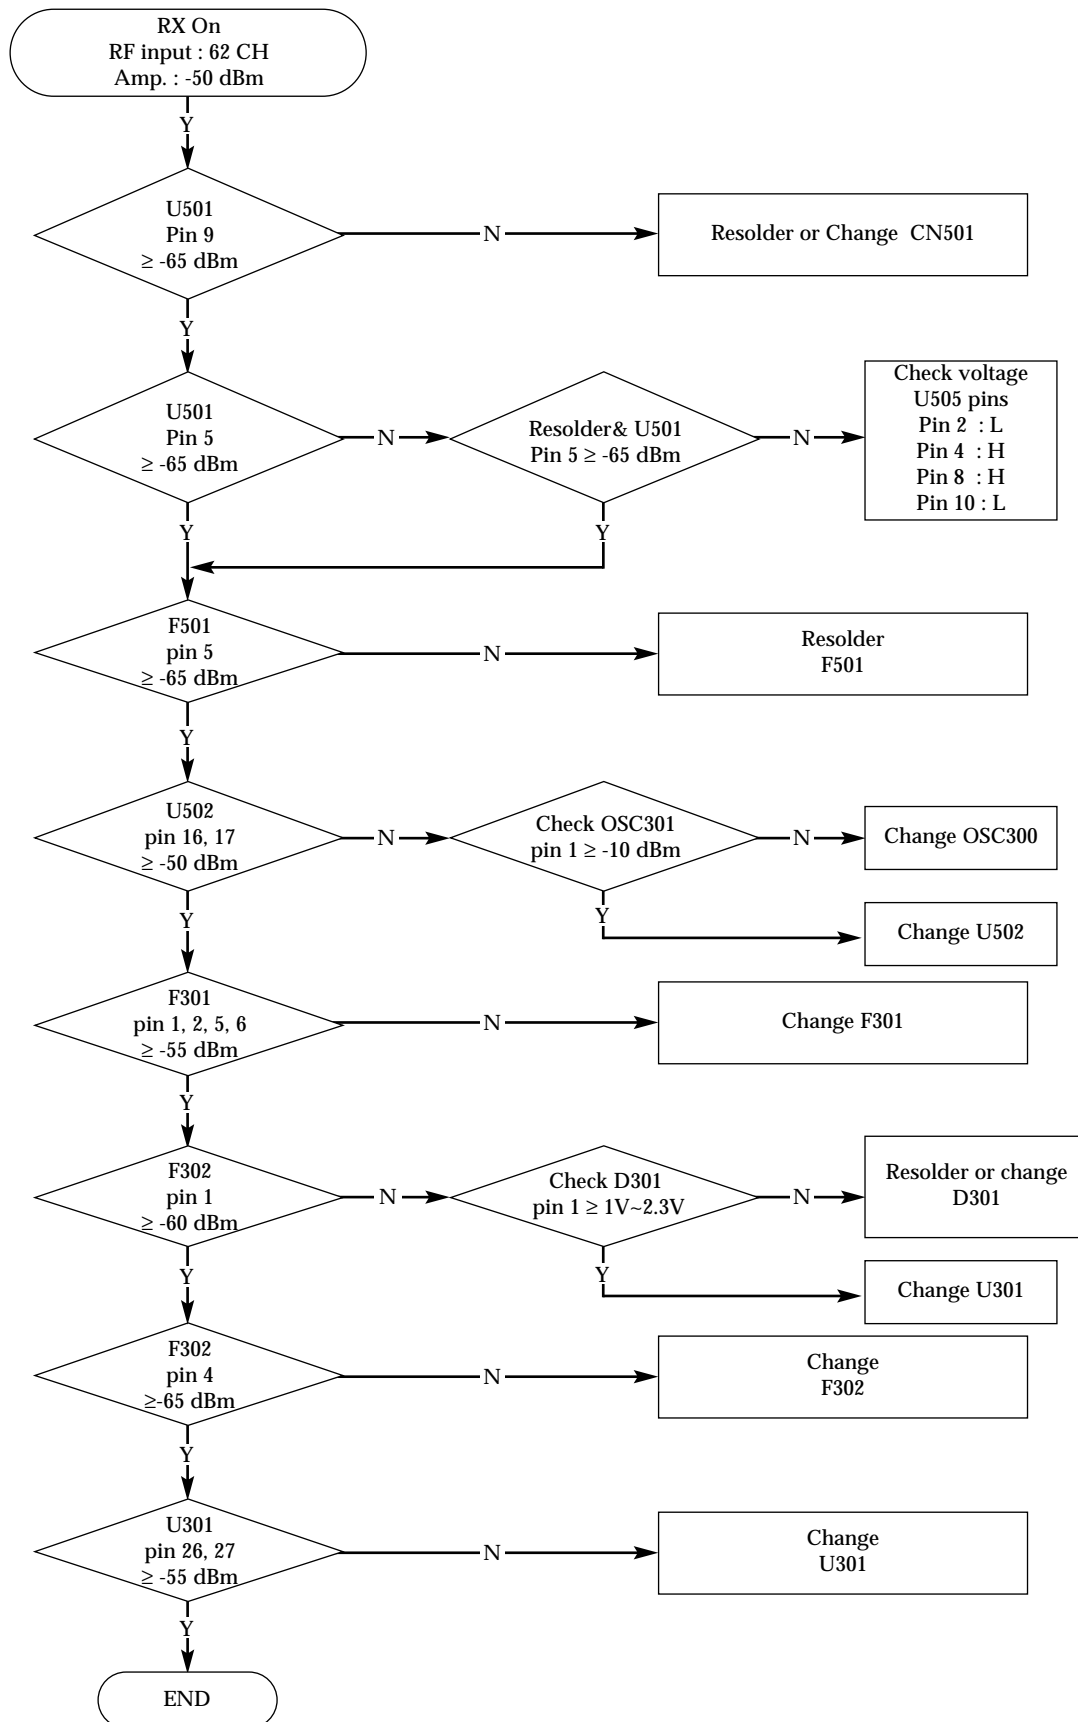 RX On
RF input : 62 CH
Amp. : -50 dBm
Y
U501
Pin 9
≥ -65 dBm
N
Resolder or Change CN501
Y
U501
Pin 5
≥ -65 dBm
N
Resolder& U501
Pin 5 ≥ -65 dBm
N
Check voltage
U505 pins
Pin 2 : L
Pin 4 : H
Pin 8 : H
Pin 10 : L
Y
Y
F501
pin 5
≥ -65 dBm
N
Resolder
F501
Y
U502
pin 16, 17
≥ -50 dBm
N
Check OSC301
pin 1 ≥ -10 dBm
N
Change OSC300
Y
Change U502
Y
F301
pin 1, 2, 5, 6
≥ -55 dBm
N
Change F301
Y
F302
pin 1
≥ -60 dBm
N
Check D301
pin 1 ≥ 1V~2.3V
N
Resolder or change
D301
Y
Change U301
Y
F302
pin 4
≥-65 dBm
N
Change
F302
Y
U301
pin 26, 27
≥ -55 dBm
N
Change
U301
Y
END